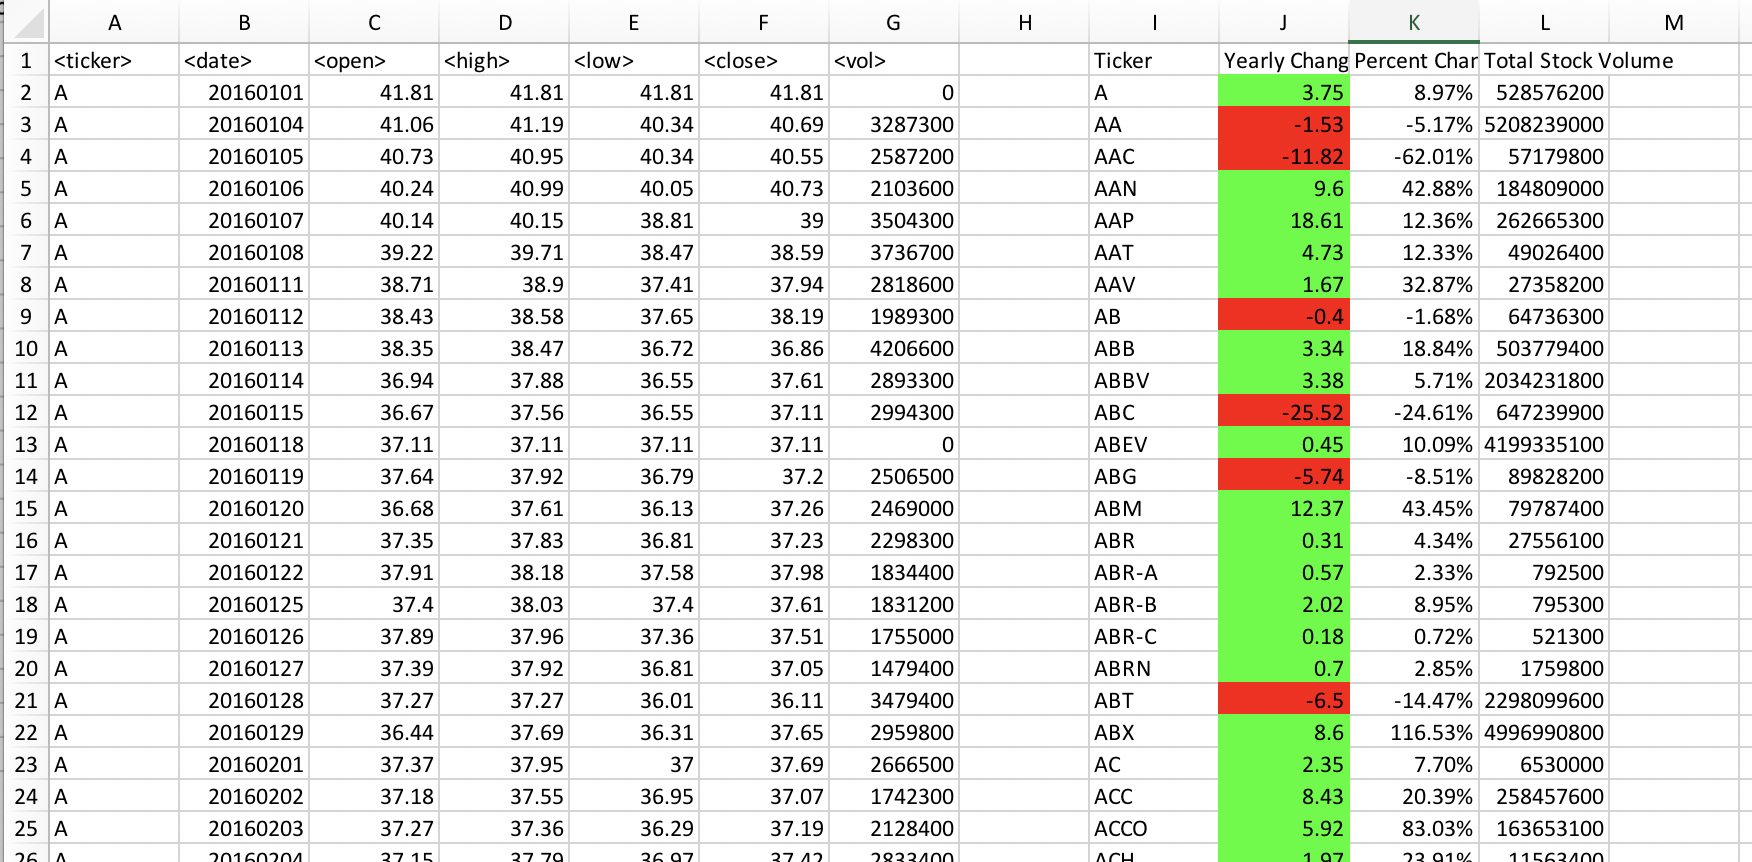 A B C D E F G H I J K L M
1 <ticker> <date> <open> <high> <low> <close> <vol> Ticker Yearly Chang Percent Char Total Stock Volume
2 A 20160101 41.81 41.81 41.81 41.81 0 A 3.75 8.97% 528576200
3 A 20160104 41.06 41.19 40.34 40.69 3287300 AA -1.53 -5.17% 5208239000
4 A 20160105 40.73 40.95 40.34 40.55 2587200 AAC -11.82 -62.01% 57179800
5 A 20160106 40.24 40.99 40.05 40.73 2103600 AAN 9.6 42.88% 184809000
6 A 20160107 40.14 40.15 38.81 39 3504300 AAP 18.61 12.36% 262665300
7 A 20160108 39.22 39.71 38.47 38.59 3736700 AAT 4.73 12.33% 49026400
8 A 20160111 38.71 38.9 37.41 37.94 2818600 AAV 1.67 32.87% 27358200
9 A 20160112 38.43 38.58 37.65 38.19 1989300 AB -0.4 -1.68% 64736300
10 A 20160113 38.35 38.47 36.72 36.86 4206600 ABB 3.34 18.84% 503779400
11 A 20160114 36.94 37.88 36.55 37.61 2893300 ABBV 3.38 5.71% 2034231800
12 A 20160115 36.67 37.56 36.55 37.11 2994300 ABC -25.52 -24.61% 647239900
13 A 20160118 37.11 37.11 37.11 37.11 0 ABEV 0.45 10.09% 4199335100
14 A 20160119 37.64 37.92 36.79 37.2 2506500 ABG -5.74 -8.51% 89828200
15 A 20160120 36.68 37.61 36.13 37.26 2469000 ABM 12.37 43.45% 79787400
16 A 20160121 37.35 37.83 36.81 37.23 2298300 ABR 0.31 4.34% 27556100
17 A 20160122 37.91 38.18 37.58 37.98 1834400 ABR-A 0.57 2.33% 792500
18 A 20160125 37.4 38.03 37.4 37.61 1831200 ABR-B 2.02 8.95% 795300
19 A 20160126 37.89 37.96 37.36 37.51 1755000 ABR-C 0.18 0.72% 521300
20 A 20160127 37.39 37.92 36.81 37.05 1479400 ABRN 0.7 2.85% 1759800
21 A 20160128 37.27 37.27 36.01 36.11 3479400 ABT -6.5 -14.47% 2298099600
22 A 20160129 36.44 37.69 36.31 37.65 2959800 ABX 8.6 116.53% 4996990800
23 A 20160201 37.37 37.95 37 37.69 2666500 AC 2.35 7.70% 6530000
24 A 20160202 37.18 37.55 36.95 37.07 1742300 ACC 8.43 20.39% 258457600
25 A 20160203 37.27 37.36 36.29 37.19 2128400 ACCO 5.92 83.03% 163653100
26 A 20160204 37.15 37.79 36.97 37.42 2833400 ACH 1.97 23.91% 11563400